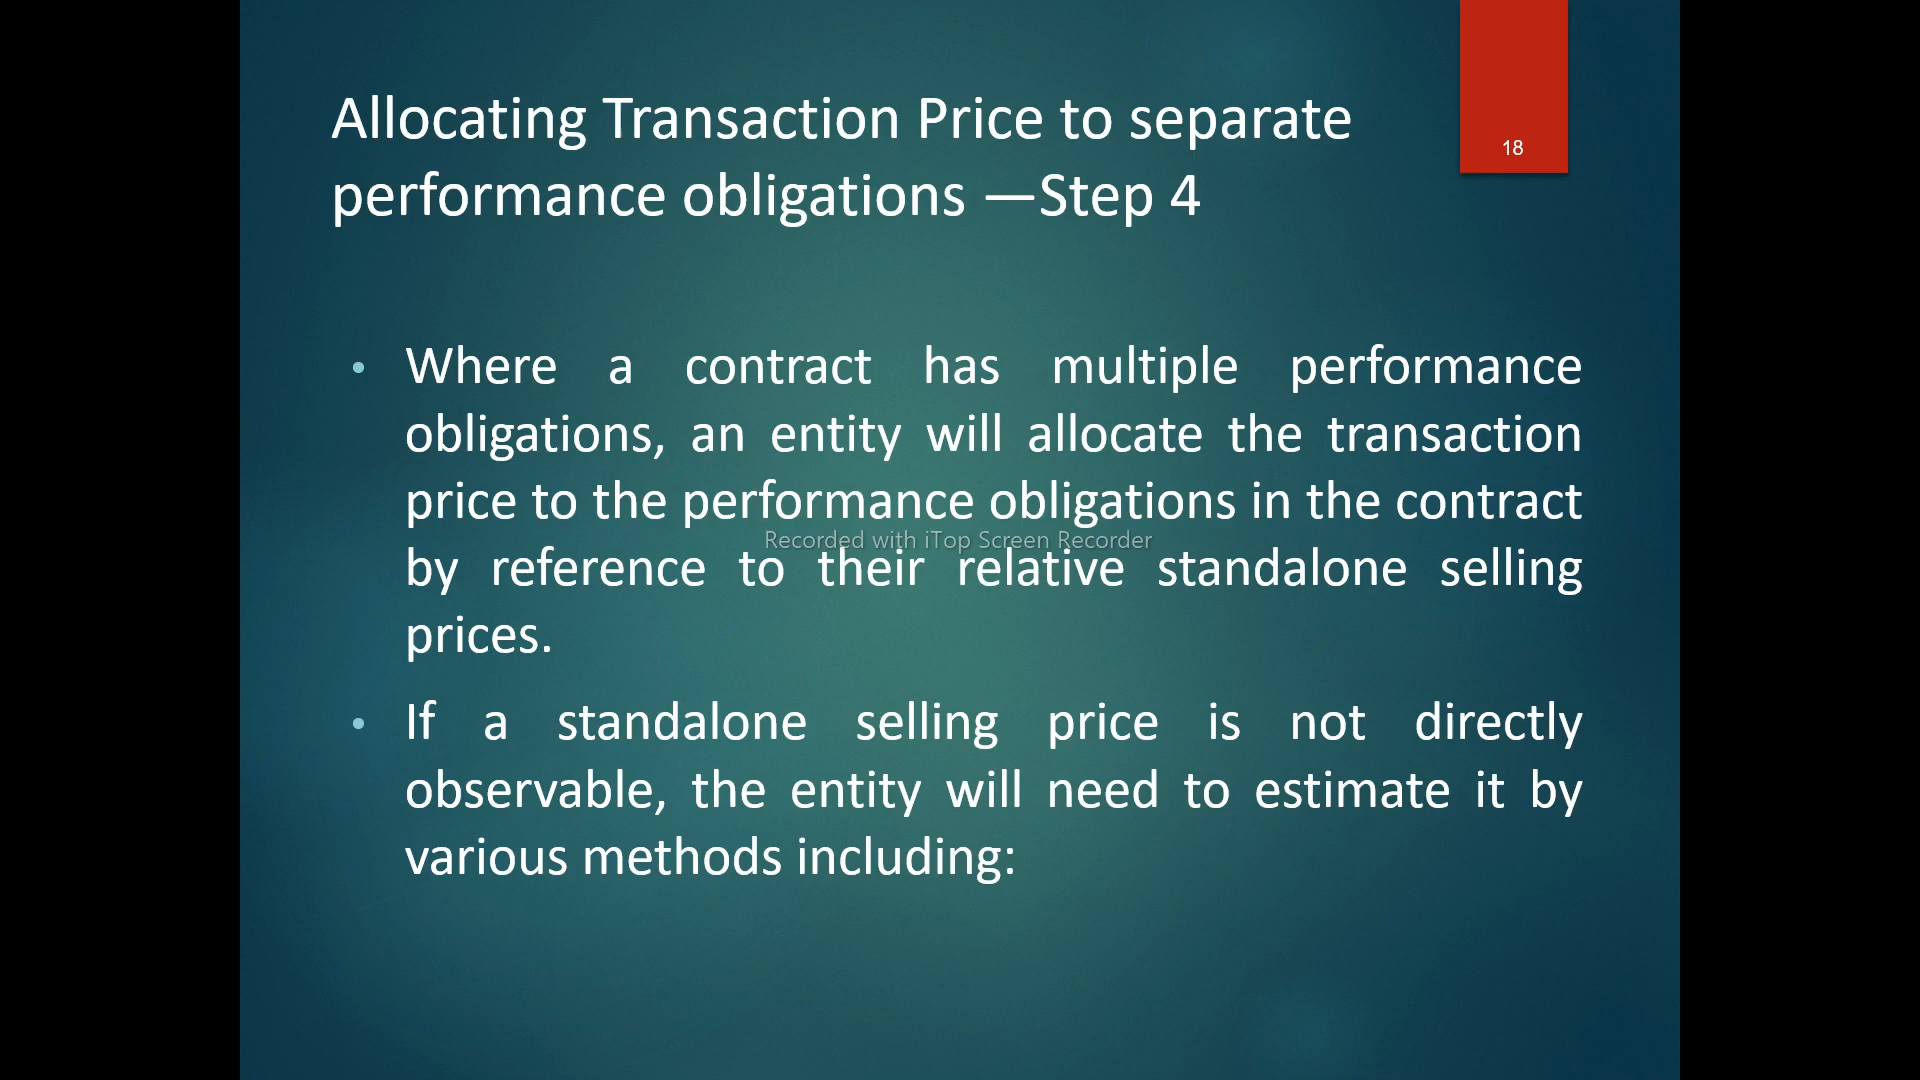 Allocating Transaction Price to separate
performance obligations —Step 4
18
• Where a contract has multiple performance
obligations, an entity will allocate the transaction
price to the performance obligations in the contract
Recorded with iTop Screen Recorder
by reference to their relative standalone selling
prices.
• If a standalone selling price is not directly
observable, the entity will need to estimate it by
various methods including: